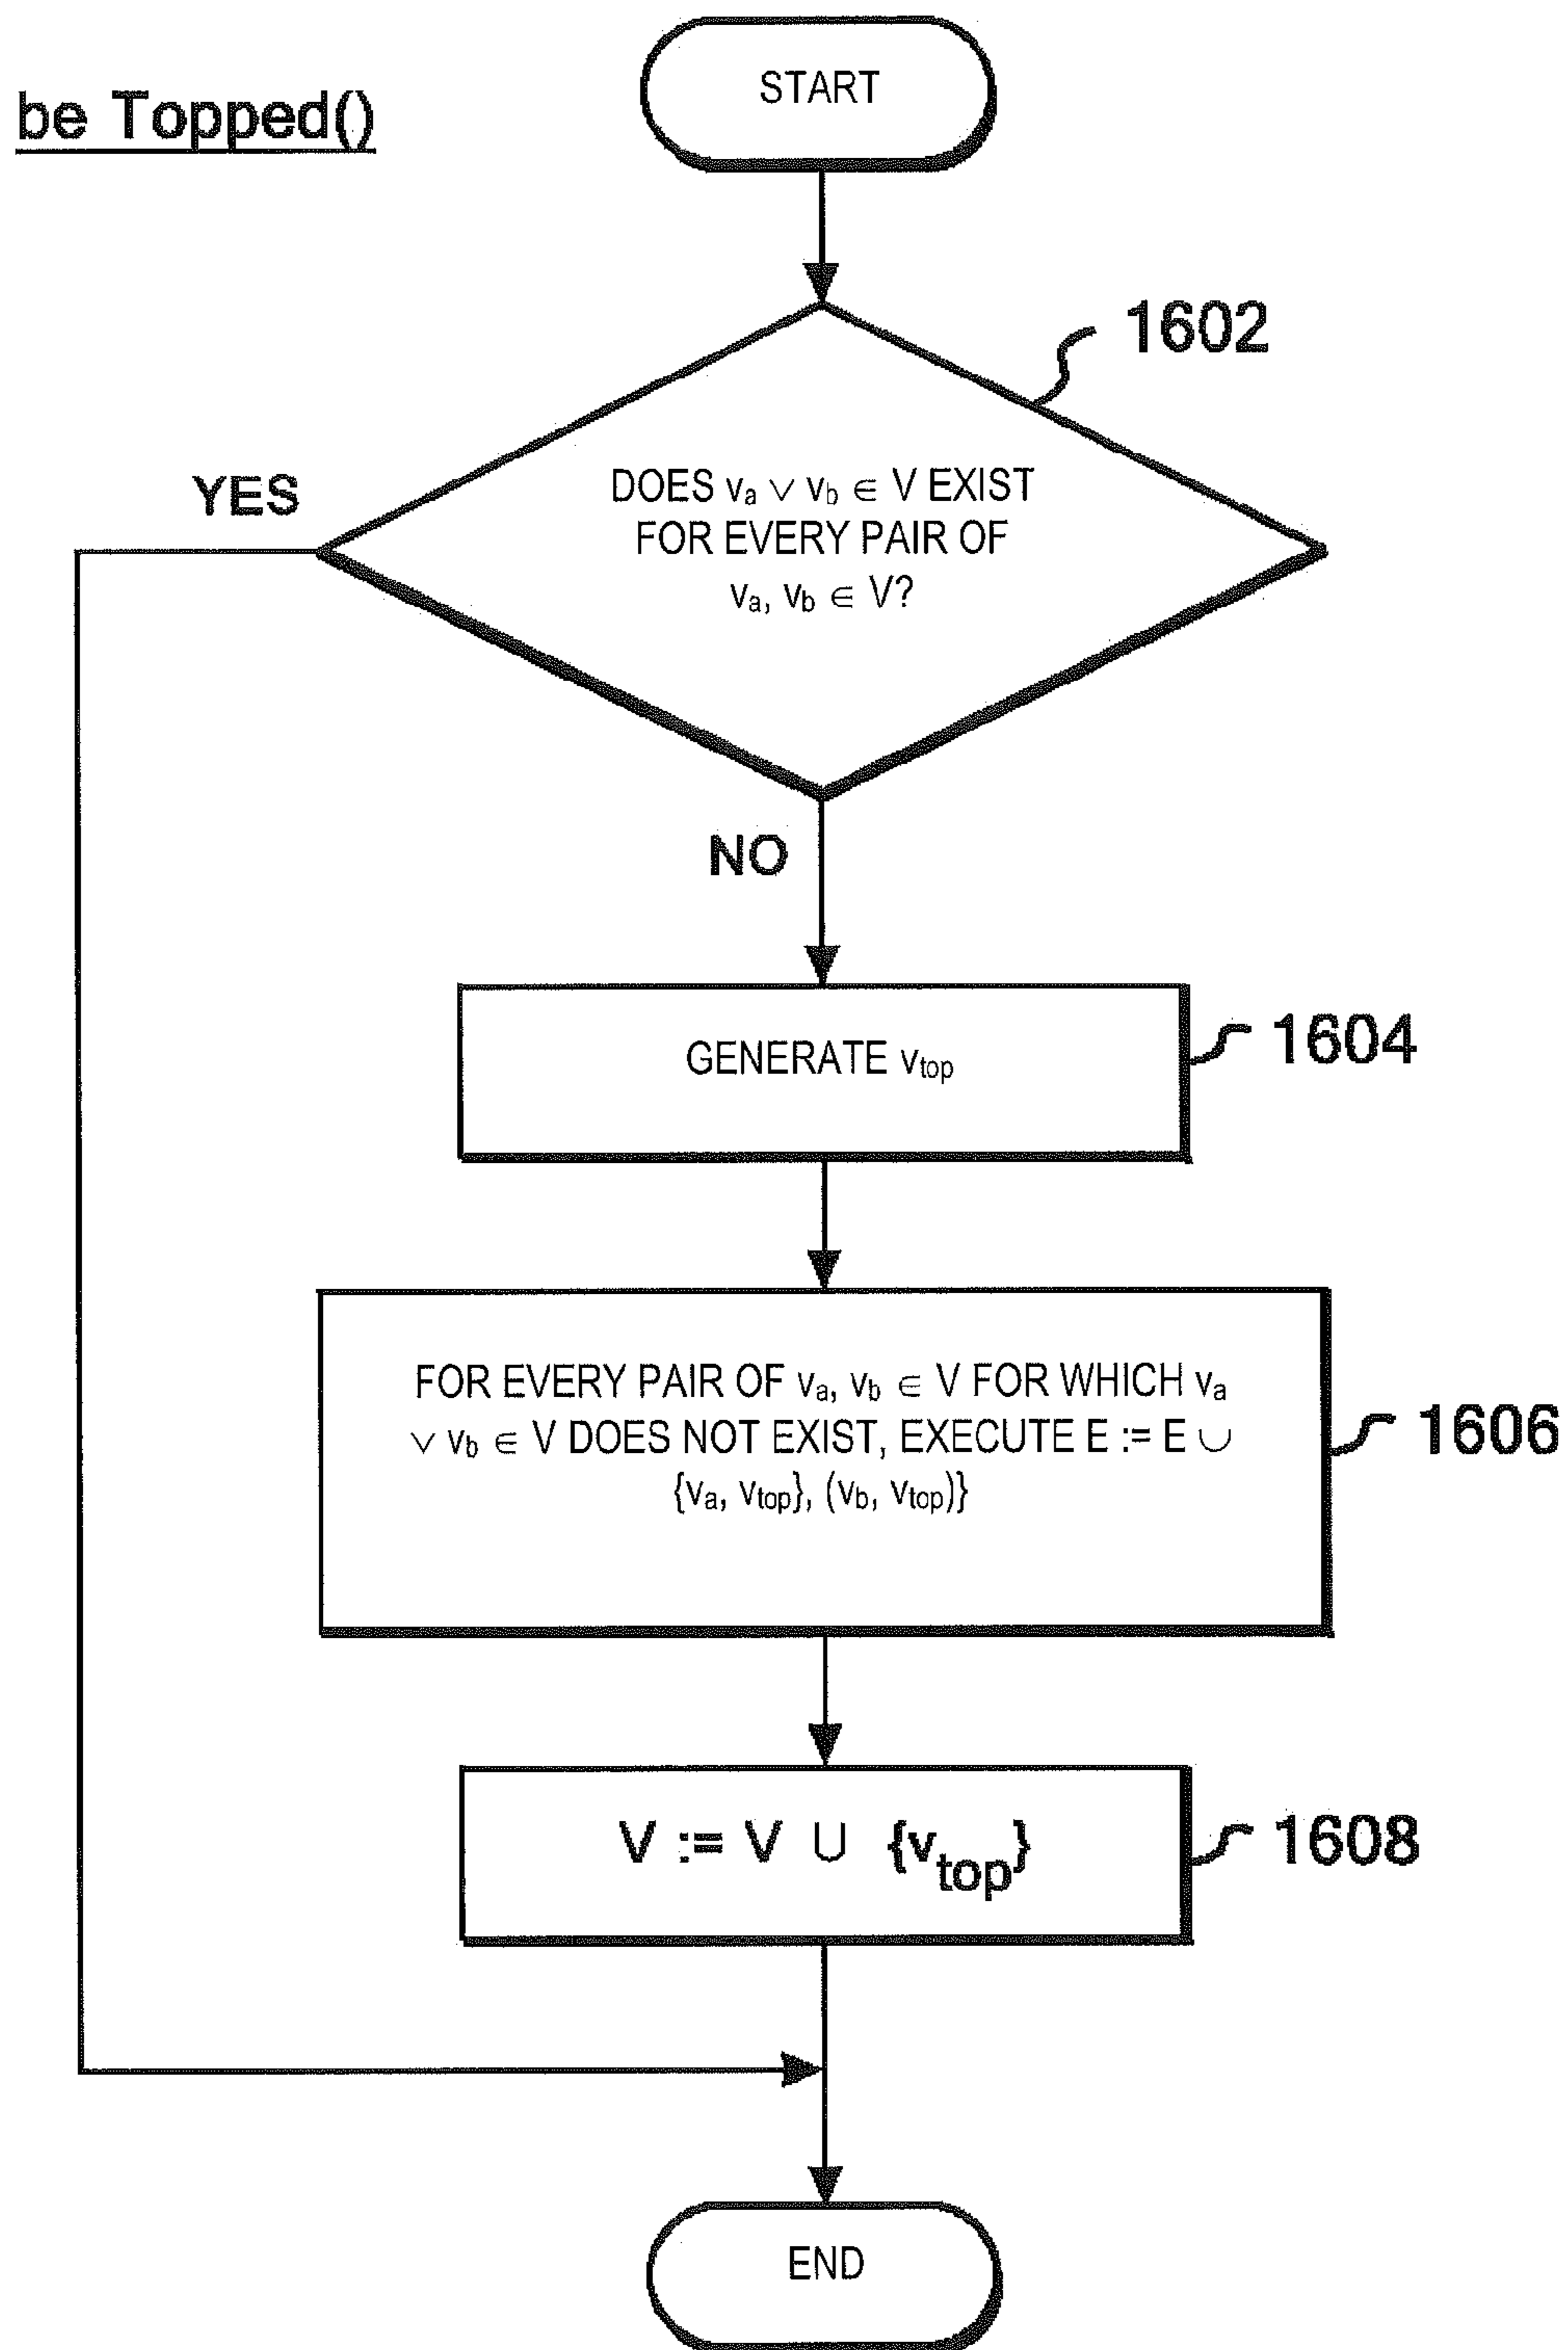 be Topped()
START
1602
DOES va ∨ vb ∈ V EXIST
FOR EVERY PAIR OF
va, vb ∈ V?
YES
NO
GENERATE vtop
1604
FOR EVERY PAIR OF va, vb ∈ V FOR WHICH va
∨ vb ∈ V DOES NOT EXIST, EXECUTE E := E ∪
{va, vtop}, (vb, vtop)}
1606
V := V ∪ {vtop}
1608
END